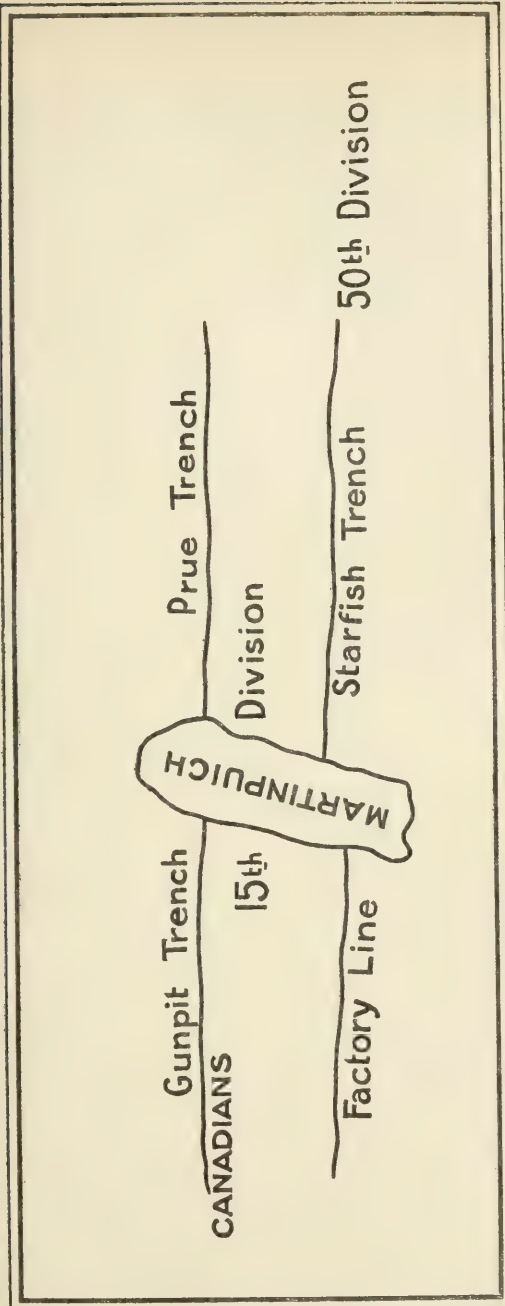 Gunpit Trench
Prue Trench
CANADIANS
15th Division
MARTINPUICH
50th Division
Factory Line
Starfish Trench